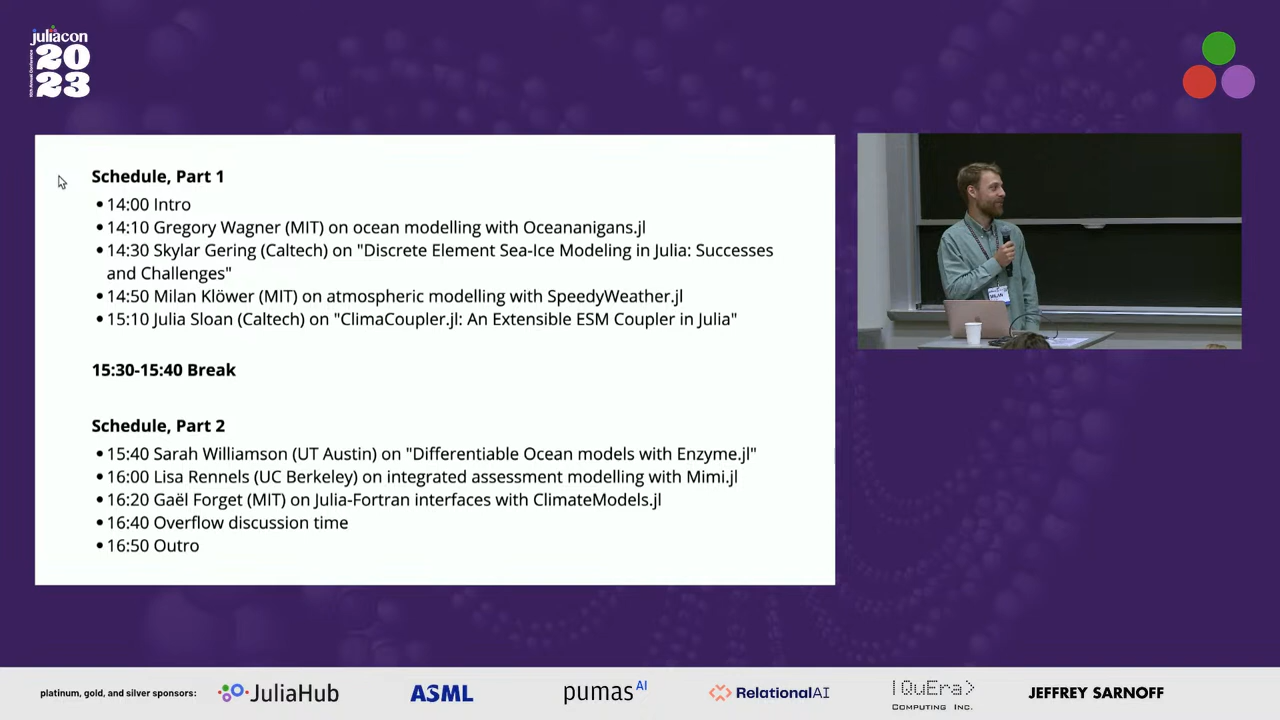 juliacon
20
23
Schedule, Part 1
• 14:00 Intro
• 14:10 Gregory Wagner (MIT) on ocean modelling with Oceananigans.jl
• 14:30 Skylar Gering (Caltech) on "Discrete Element Sea-Ice Modeling in Julia: Successes
and Challenges"
• 14:50 Milan Klöwer (MIT) on atmospheric modelling with SpeedyWeather.jl
• 15:10 Julia Sloan (Caltech) on "ClimaCoupler.jl: An Extensible ESM Coupler in Julia"
15:30-15:40 Break
Schedule, Part 2
• 15:40 Sarah Williamson (UT Austin) on "Differentiable Ocean models with Enzyme.jl"
• 16:00 Lisa Rennels (UC Berkeley) on integrated assessment modelling with Mimi.jl
• 16:20 Gaël Forget (MIT) on Julia-Fortran interfaces with ClimateModels.jl
• 16:40 Overflow discussion time
• 16:50 Outro
MILAN
platinum, gold, and silver sponsors:
JuliaHub
ASML
pumasAI
RelationalAI
|QuEra>
COMPUTING INC.
JEFFREY SARNOFF